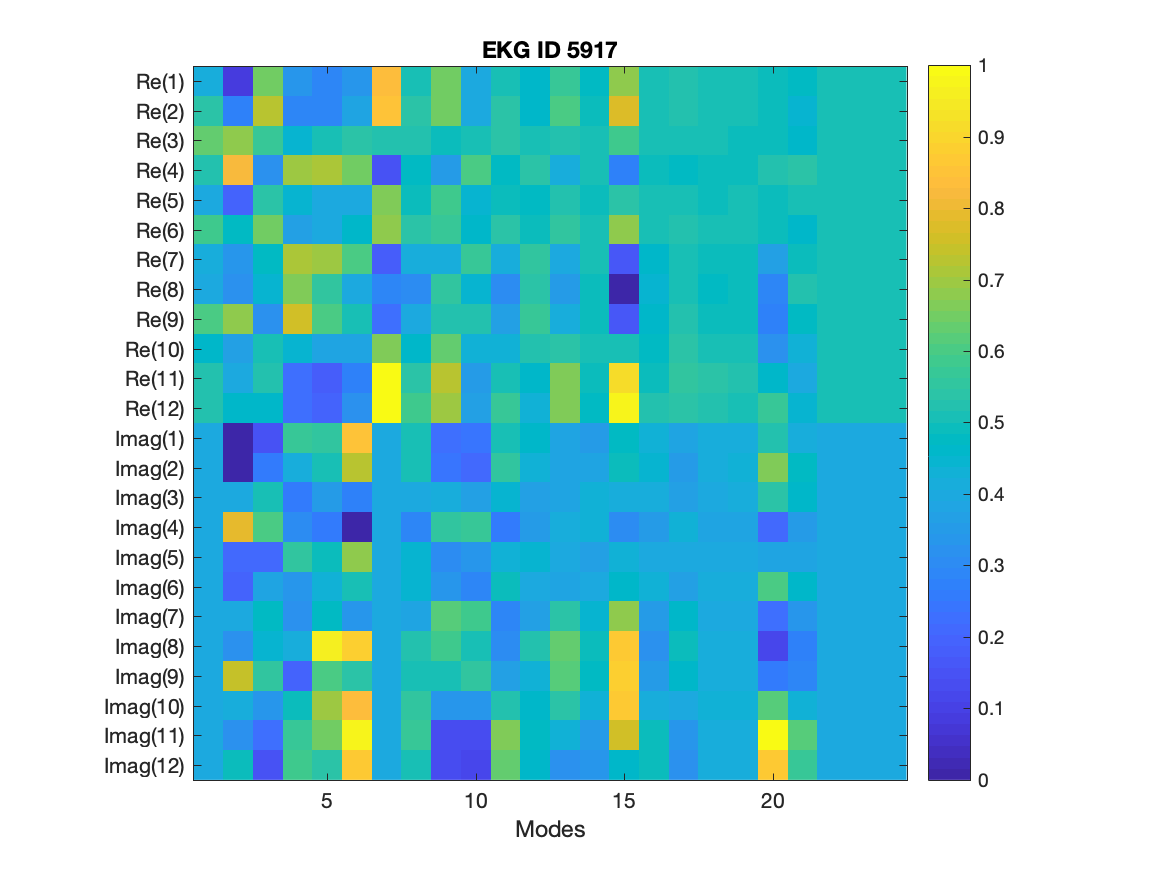 EKG ID 5917
Re(1)
Re(2)
Re(3)
Re(4)
Re(5)
Re(6)
Re(7)
Re(8)
Re(9)
Re(10)
Re(11)
Re(12)
Imag(1)
Imag(2)
Imag(3)
Imag(4)
Imag(5)
Imag(6)
Imag(7)
Imag(8)
Imag(9)
Imag(10)
Imag(11)
Imag(12)
5 10 15 20
Modes
1
0.9
0.8
0.7
0.6
0.5
0.4
0.3
0.2
0.1
0